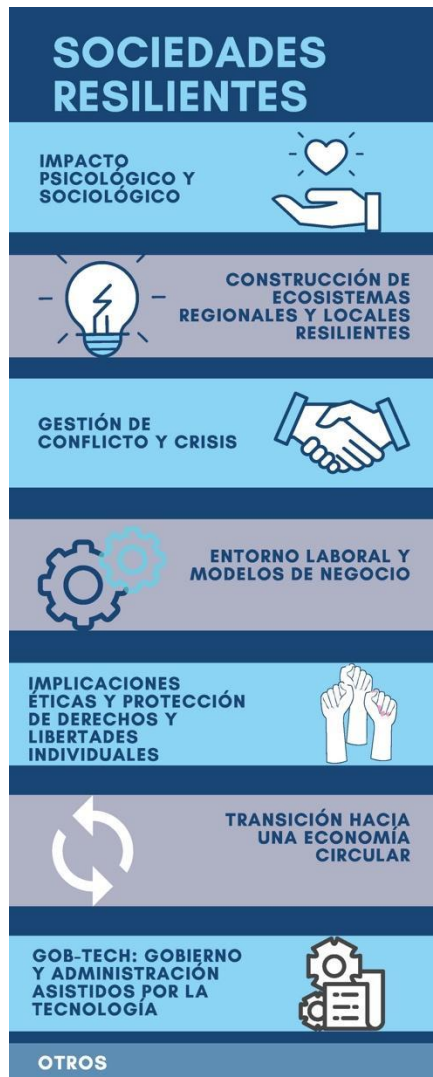 SOCIEDADES
RESILIENTES
IMPACTO
PSICOLÓGICO Y
SOCIOLÓGICO
CONSTRUCCIÓN DE
ECOSISTEMAS
REGIONALES Y LOCALES
RESILIENTES
GESTIÓN DE
CONFLICTO Y CRISIS
ENTORNO LABORAL Y
MODELOS DE NEGOCIO
IMPLICACIONES
ÉTICAS Y PROTECCIÓN
DE DERECHOS Y
LIBERTADES
INDIVIDUALES
TRANSICIÓN HACIA
UNA ECONOMÍA
CIRCULAR
GOB-TECH: GOBIERNO
Y ADMINISTRACIÓN
ASISTIDOS POR LA
TECNOLOGÍA
OTROS